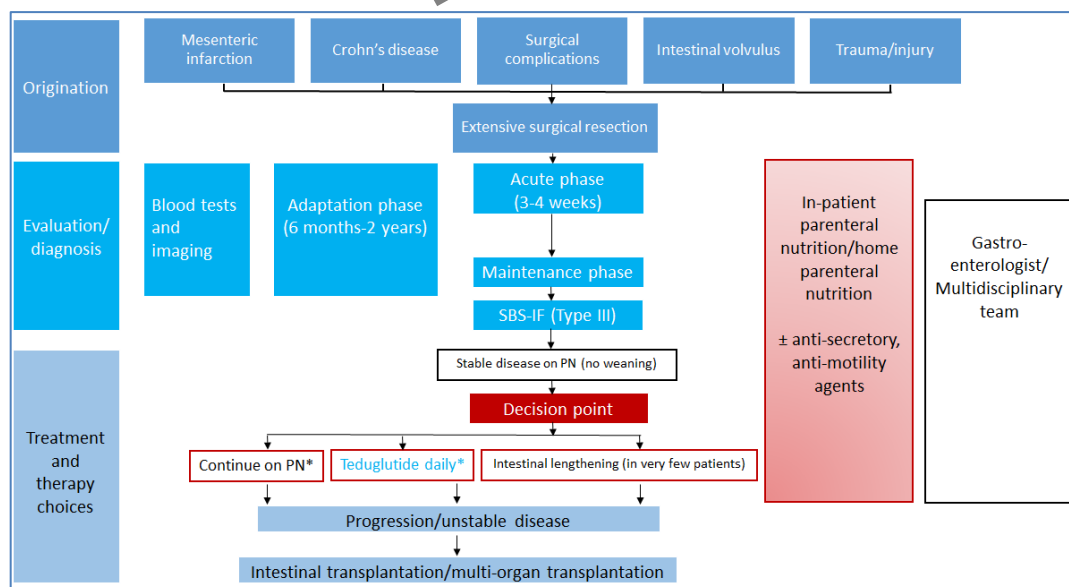 Origination
Mesenteric
infarction
Crohn's disease
Surgical
complications
Intestinal volvulus
Trauma/injury
Extensive surgical resection
Evaluation/
diagnosis
Blood tests
and
imaging
Adaptation phase
(6 months-2 years)
Acute phase
(3-4 weeks)
Maintenance phase
SBS-IF (Type III)
In-patient
parenteral
nutrition/home
parenteral
nutrition
± anti-secretory,
anti-motility
agents
Gastro-
enterologist/
Multidisciplinary
team
Treatment
and
therapy
choices
Stable disease on PN (no weaning)
Decision point
Continue on PN*
Teduglutide daily*
Intestinal lengthening (in very few patients)
Progression/unstable disease
Intestinal transplantation/multi-organ transplantation